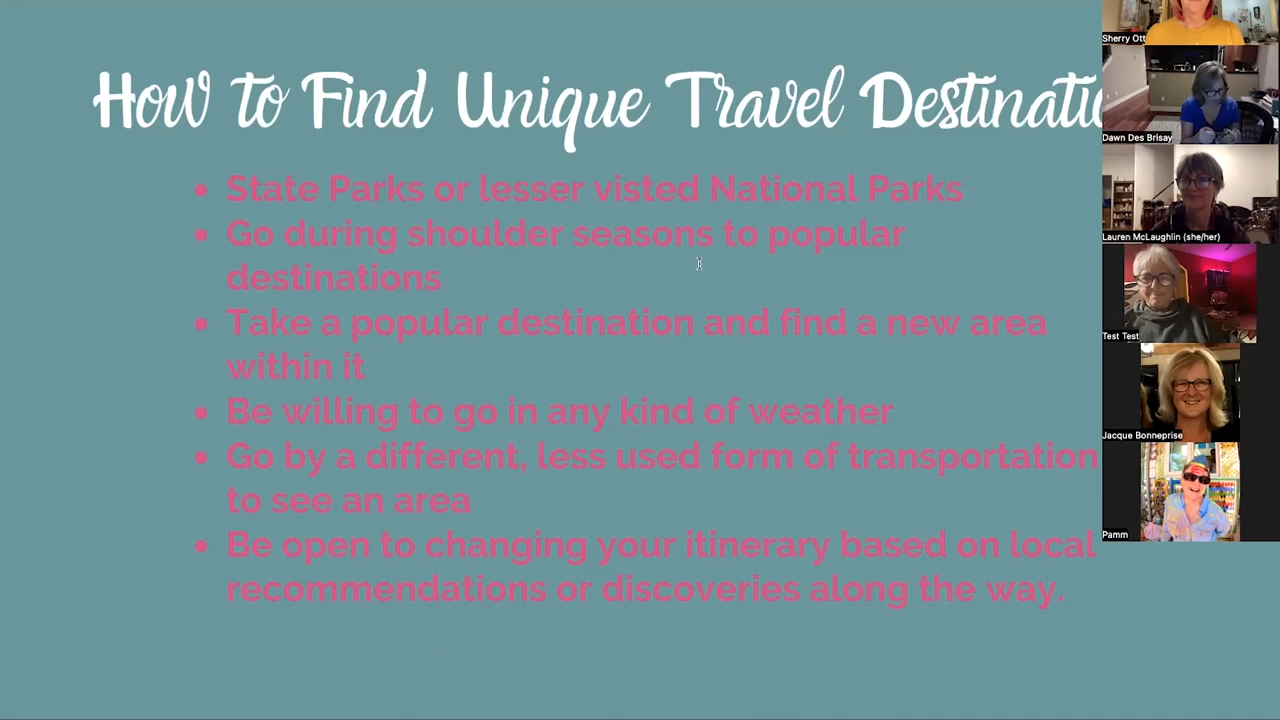 How to Find Unique Travel Destinatio
• State Parks or lesser visted National Parks
• Go during shoulder seasons to popular
destinations
• Take a popular destination and find a new area
within it
• Be willing to go in any kind of weather
• Go by a different, less used form of transportation
to see an area
• Be open to changing your itinerary based on local
recommendations or discoveries along the way.
Sherry Ott
Dawn Des Brisay
Lauren McLaughlin (she/her)
Test Test
Jacque Bonneprise
Pamm